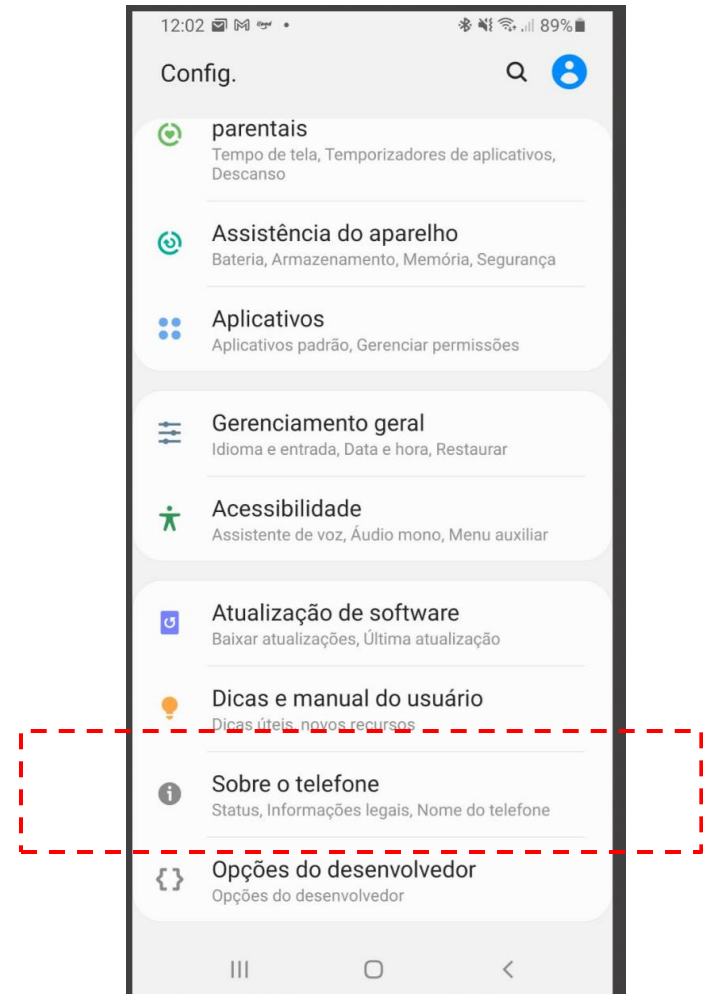 12:02
89%
Config.
parentais
Tempo de tela, Temporizadores de aplicativos,
Descanso
Assistência do aparelho
Bateria, Armazenamento, Memória, Segurança
Aplicativos
Aplicativos padrão, Gerenciar permissões
Gerenciamento geral
Idioma e entrada, Data e hora, Restaurar
Acessibilidade
Assistente de voz, Áudio mono, Menu auxiliar
Atualização de software
Baixar atualizações, Última atualização
Dicas e manual do usuário
Dicas úteis, novos recursos
Sobre o telefone
Status, Informações legais, Nome do telefone
Opções do desenvolvedor
Opções do desenvolvedor